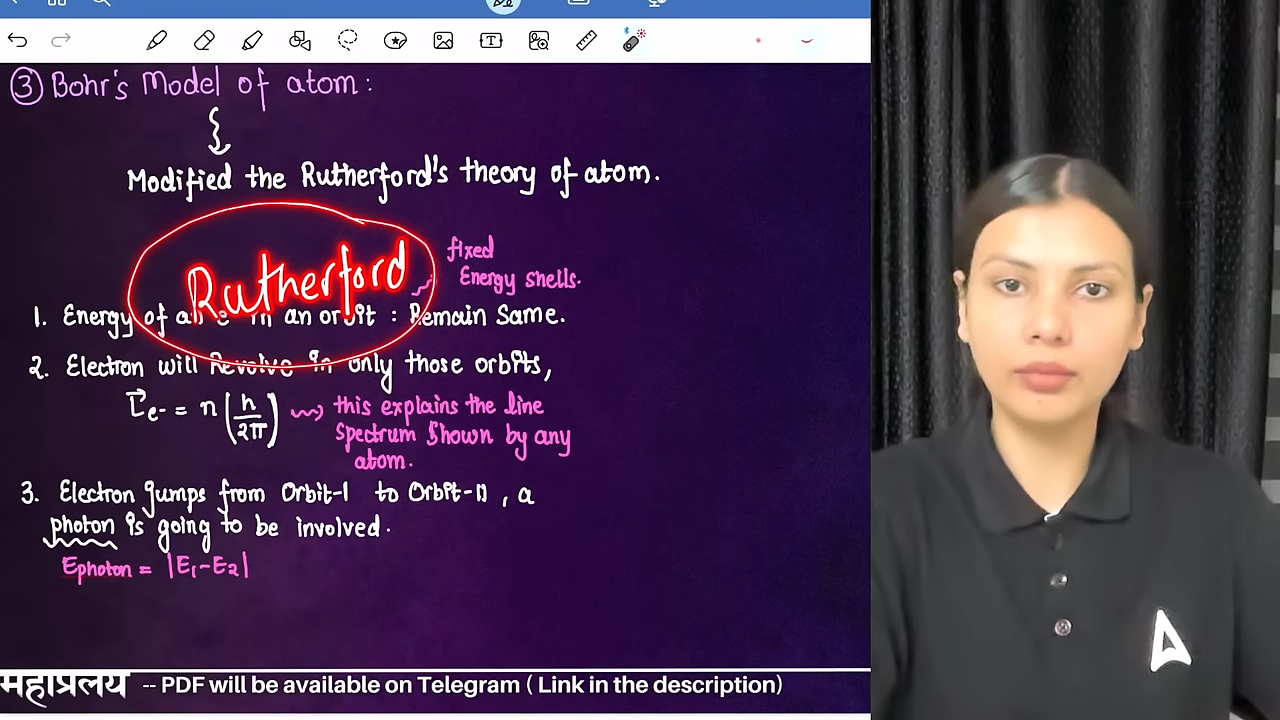 ③ Bohr's Model of atom:
Modified the Rutherford's theory of atom.
Rutherford
fixed
Energy shells.
1. Energy of an e⁻ in an orbit : Remain Same.
2. Electron will Revolve in only those orbits,
= n(h/2π) this explains the line
spectrum shown by any
atom.
3. Electron jumps from Orbit-I to Orbit-II, a
photon is going to be involved.
Ephoton = |E₁-E₂|
महाप्रलय -- PDF will be available on Telegram ( Link in the description)